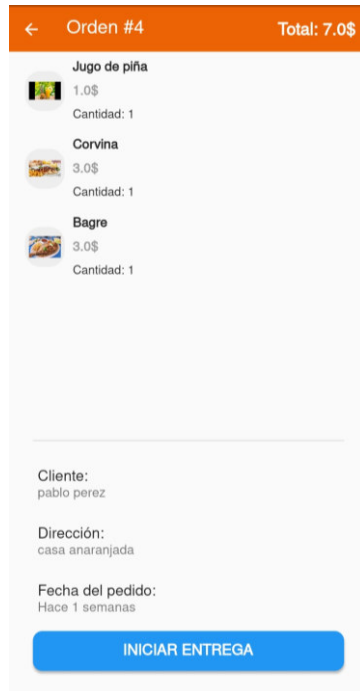 Orden #4
Total: 7.0$
Jugo de piña
1.0$
Cantidad: 1
Corvina
3.0$
Cantidad: 1
Bagre
3.0$
Cantidad: 1
Cliente:
pablo perez
Dirección:
casa anaranjada
Fecha del pedido:
Hace 1 semanas
INICIAR ENTREGA